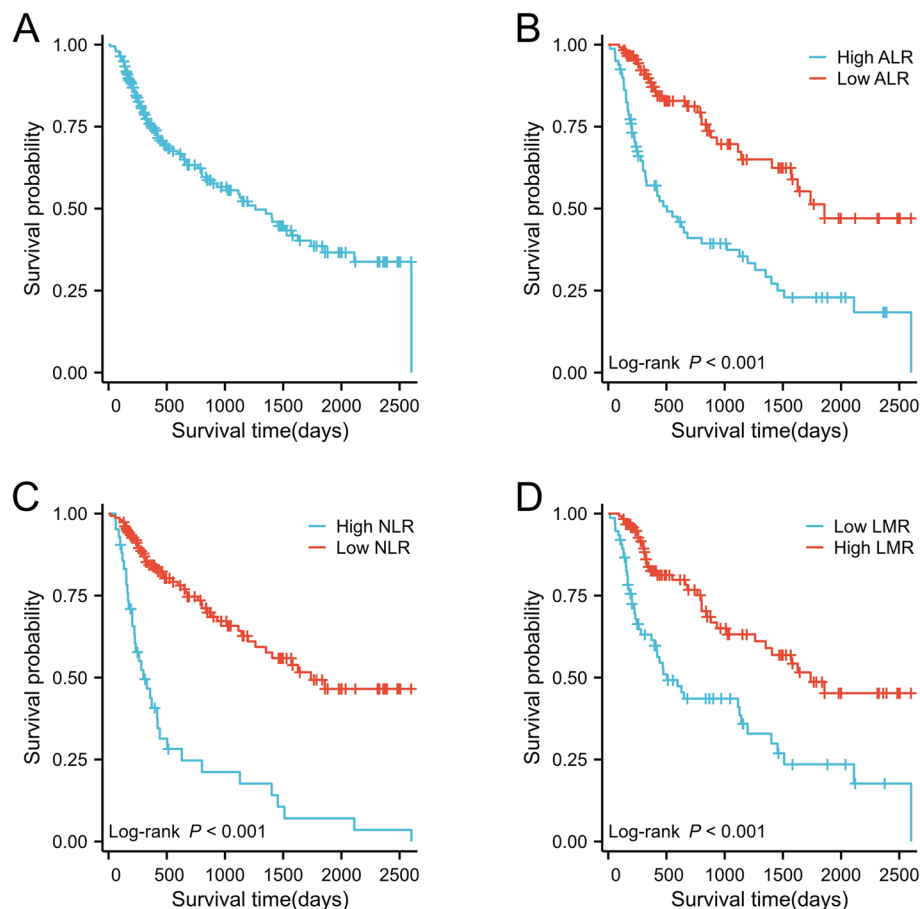 A
Survival probability
1.00
0.75
0.50
0.25
0.00
0 500 1000 1500 2000 2500
Survival time(days)
B
Survival probability
1.00
0.75
0.50
0.25
0.00
High ALR
Low ALR
Log-rank P < 0.001
0 500 1000 1500 2000 2500
Survival time(days)
C
Survival probability
1.00
0.75
0.50
0.25
0.00
High NLR
Low NLR
Log-rank P < 0.001
0 500 1000 1500 2000 2500
Survival time(days)
D
Survival probability
1.00
0.75
0.50
0.25
0.00
Low LMR
High LMR
Log-rank P < 0.001
0 500 1000 1500 2000 2500
Survival time(days)